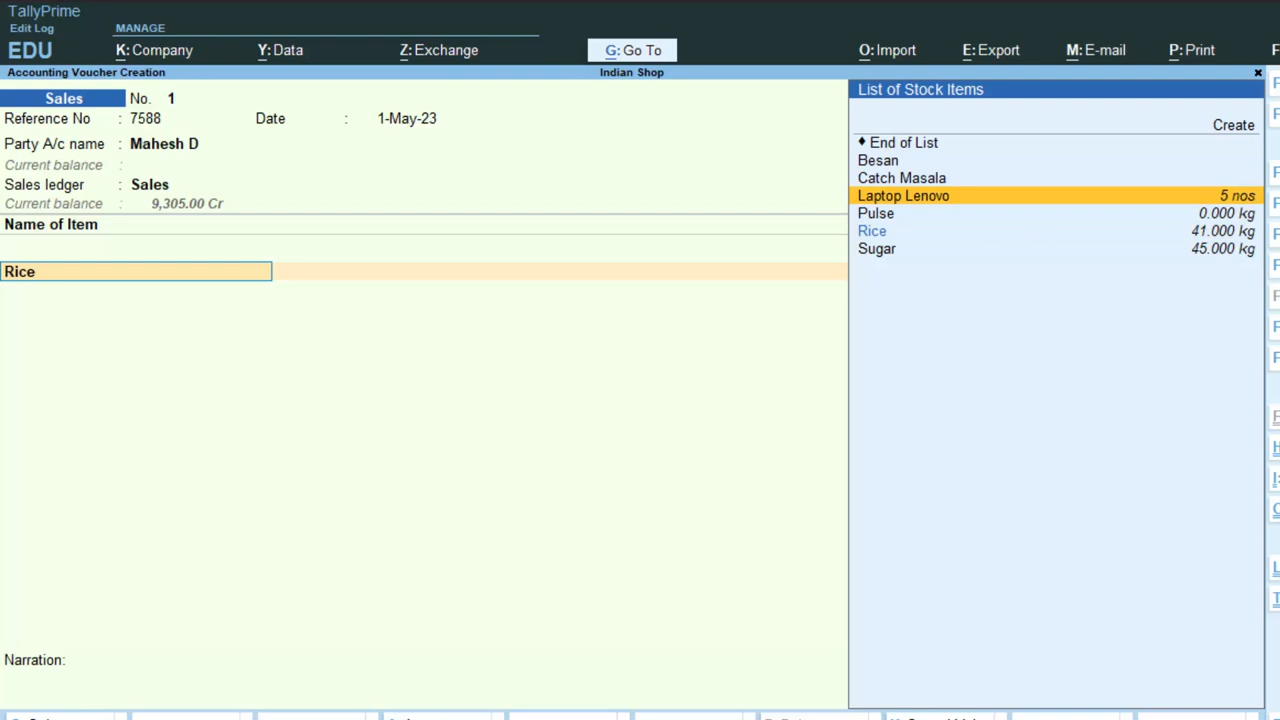 TallyPrime
Edit Log
MANAGE
EDU
K: Company
Y: Data
Z: Exchange
G: Go To
O: Import
E: Export
M: E-mail
P: Print
Accounting Voucher Creation
Indian Shop
Sales No. 1
Reference No : 7588 Date : 1-May-23
Party A/c name : Mahesh D
Current balance :
Sales ledger : Sales
Current balance : 9,305.00 Cr
Name of Item
Rice
Narration:
List of Stock Items
Create
♦ End of List
Besan
Catch Masala
Laptop Lenovo 5 nos
Pulse 0.000 kg
Rice 41.000 kg
Sugar 45.000 kg